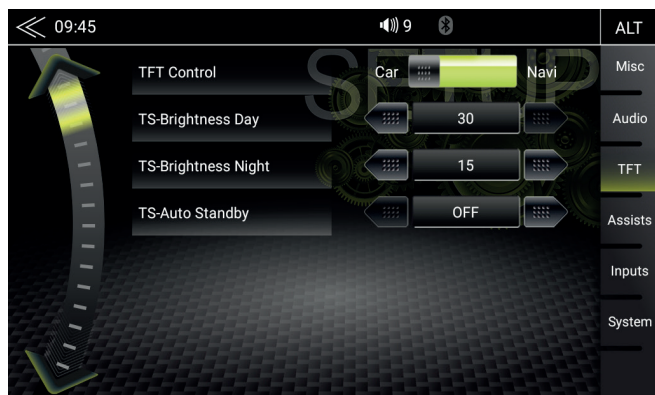 09:45
9
ALT
SETUP
TFT Control
Car
Navi
Misc
TS-Brightness Day
30
Audio
TS-Brightness Night
15
TFT
TS-Auto Standby
OFF
Assists
Inputs
System